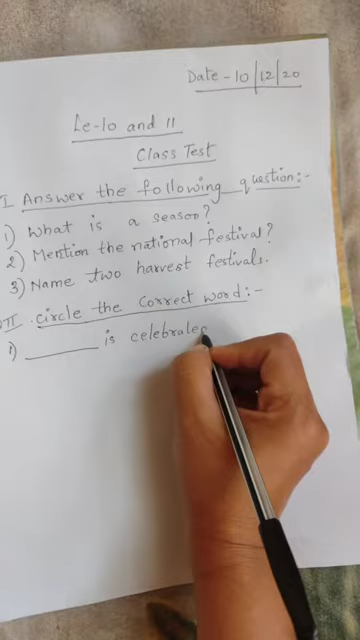 Date - 10/12/20
Le-10 and 11
Class Test
I Answer the following question:-
1) What is a season?
2) Mention the national festival?
3) Name two harvest festivals.
II. circle the correct word:-
1) ______ is celebrate